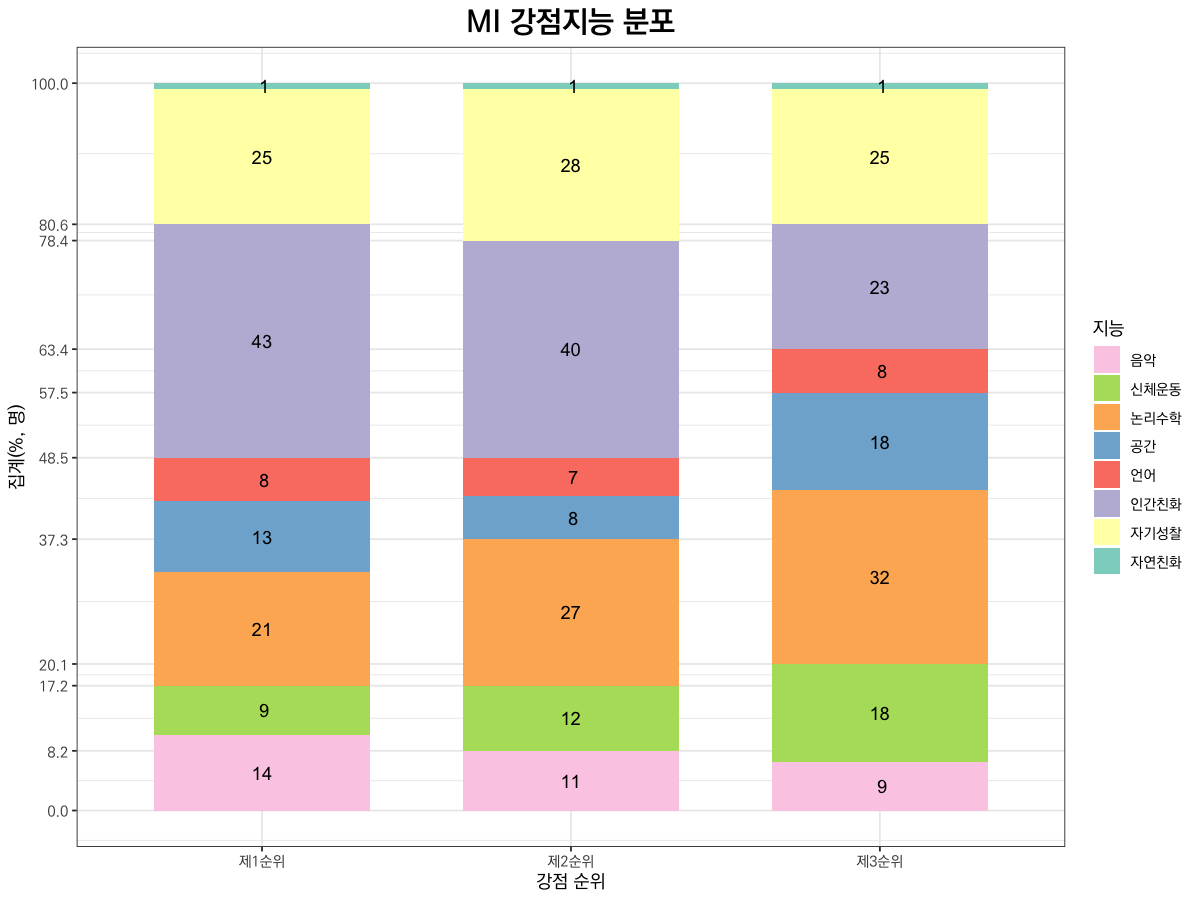 MI 강점지능 분포
집계(%, 명)
100.0
80.6
78.4
63.4
57.5
48.5
37.3
20.1
17.2
8.2
0.0
1
25
43
8
13
21
9
14
1
28
40
7
8
27
12
11
1
25
23
8
18
32
18
9
제1순위
제2순위
제3순위
강점 순위
지능
음악
신체운동
논리수학
공간
언어
인간친화
자기성찰
자연친화